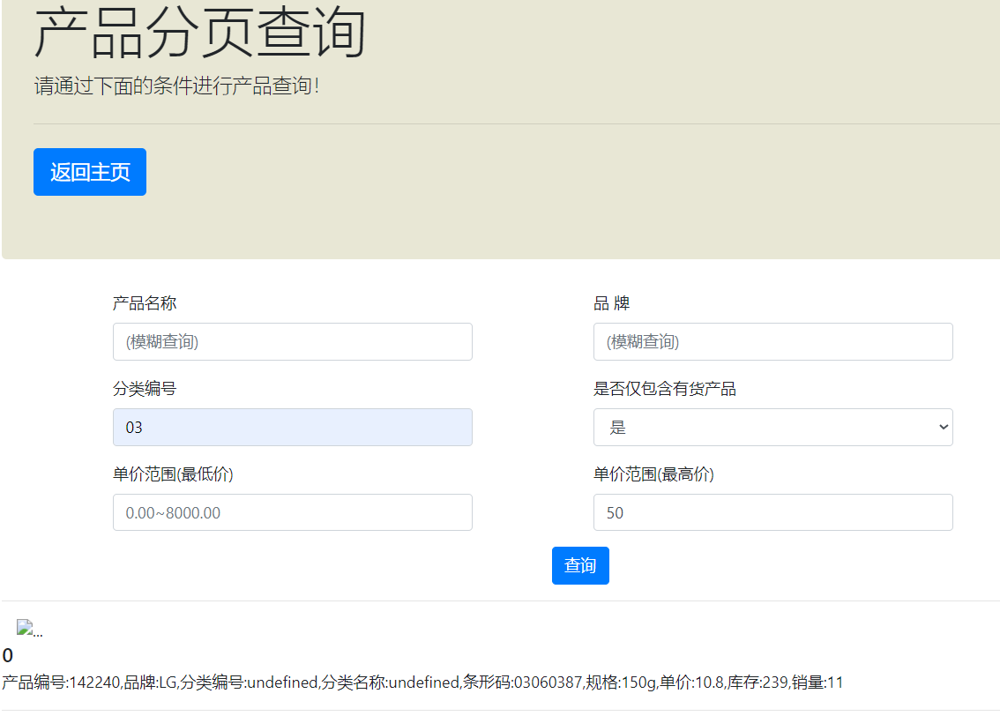 产品分页查询
请通过下面的条件进行产品查询！
返回主页
产品名称
品 牌
(模糊查询)
(模糊查询)
分类编号
是否仅包含有货产品
03
是
单价范围(最低价)
单价范围(最高价)
0.00~8000.00
50
查询
...
0
产品编号:142240,品牌:LG,分类编号:undefined,分类名称:undefined,条形码:03060387,规格:150g,单价:10.8,库存:239,销量:11